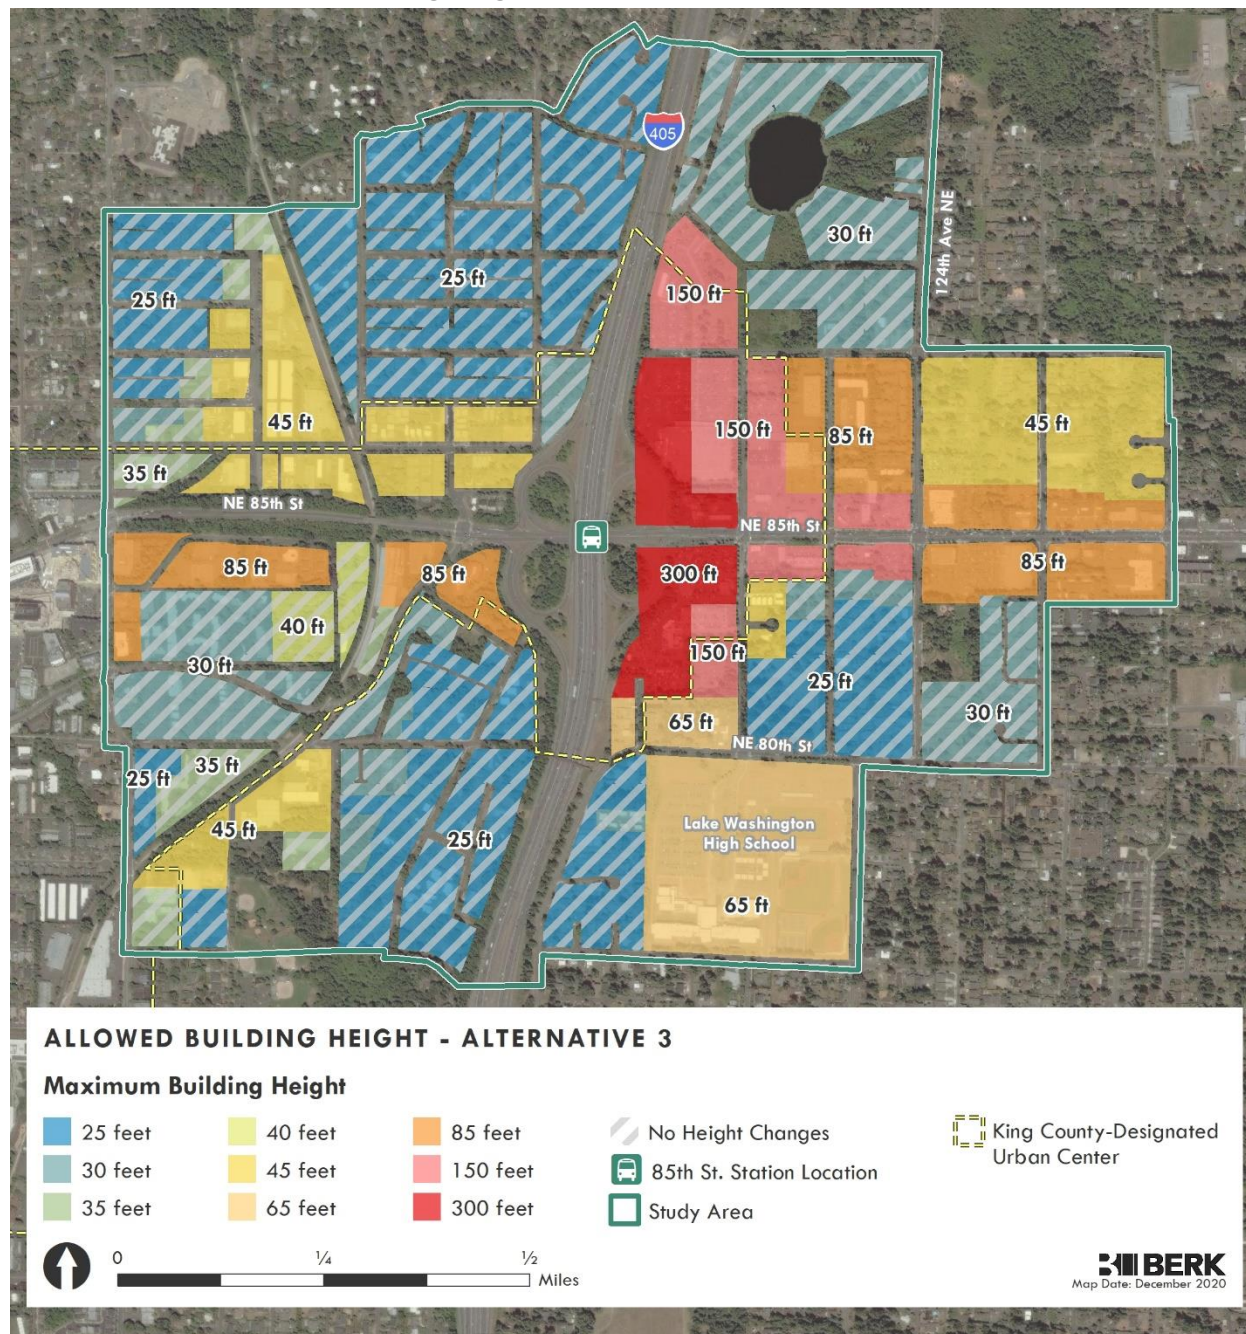 405
124th Ave NE
30 ft
150 ft
25 ft
25 ft
45 ft
150 ft
85 ft
45 ft
35 ft
NE 85th St
NE 85th St
85 ft
85 ft
300 ft
85 ft
40 ft
30 ft
150 ft
25 ft
65 ft
30 ft
NE 80th St
25 ft
35 ft
45 ft
25 ft
Lake Washington
High School
65 ft
ALLOWED BUILDING HEIGHT - ALTERNATIVE 3
Maximum Building Height
25 feet
30 feet
35 feet
40 feet
45 feet
65 feet
85 feet
150 feet
300 feet
No Height Changes
85th St. Station Location
Study Area
King County-Designated
Urban Center
0 ¼ ½
Miles
BERK
Map Date: December 2020